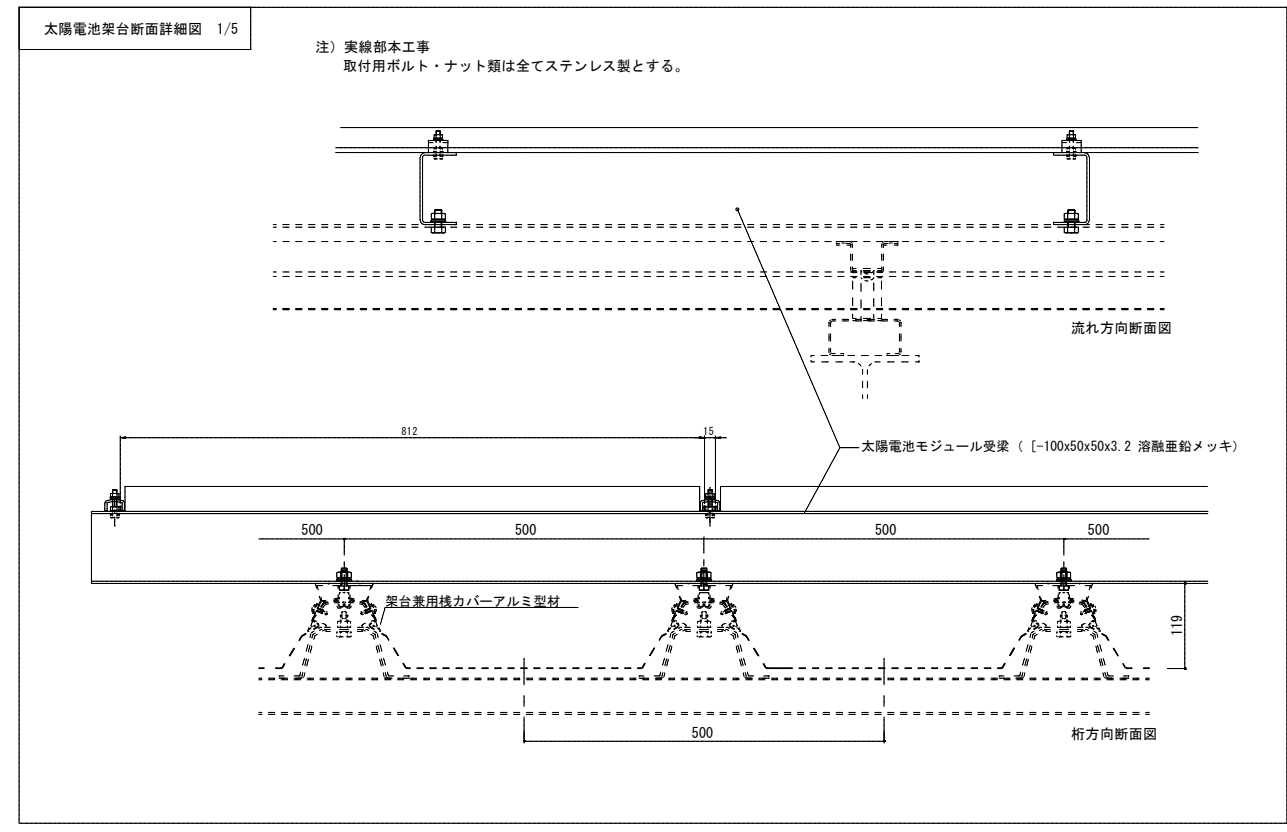 太陽電池架台断面詳細図 1/5
注）実線部本工事
取付用ボルト・ナット類は全てステンレス製とする。
流れ方向断面図
812
15
太陽電池モジュール受梁（ [-100x50x50x3.2 溶融亜鉛メッキ）
500
500
500
500
架台兼用桟カバーアルミ型材
119
500
桁方向断面図